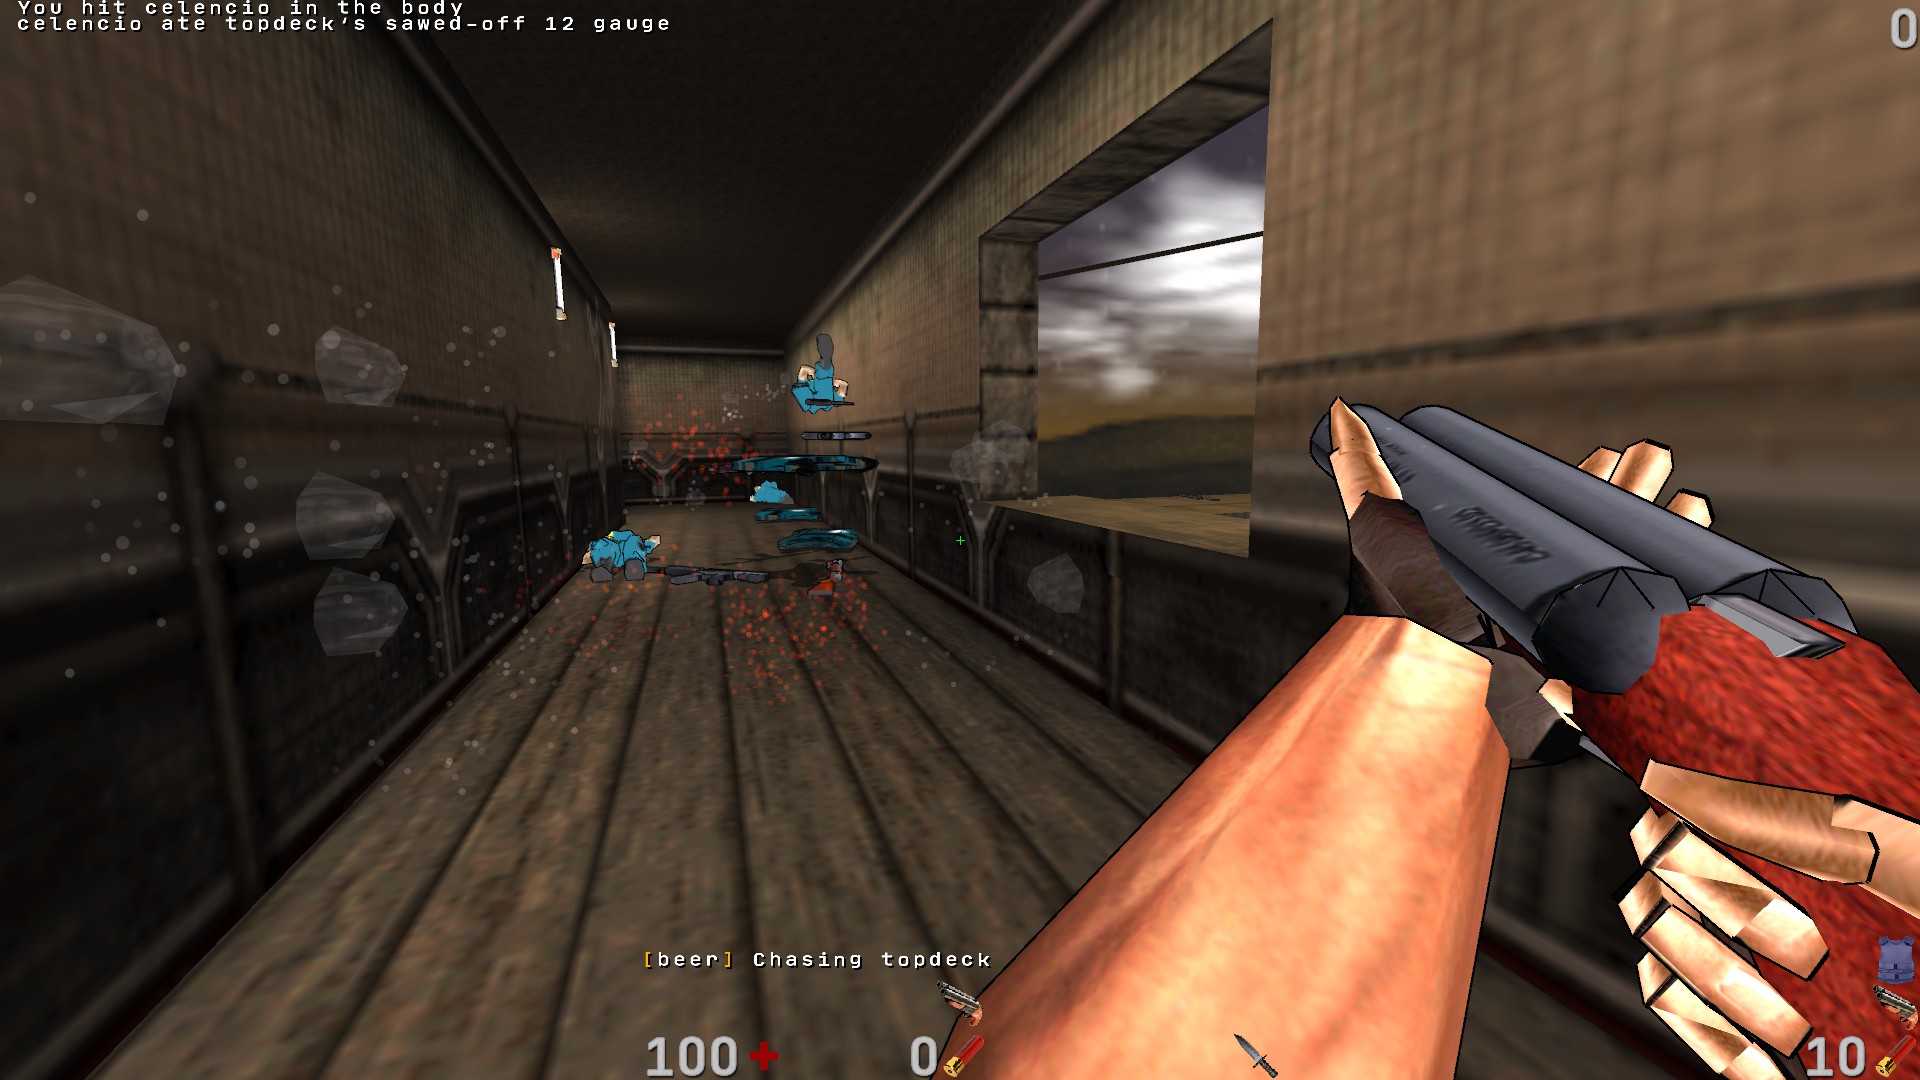 You hit celencio in the body
celencio ate topdeck's sawed-off 12 gauge
0
[beer] Chasing topdeck
100
0
10